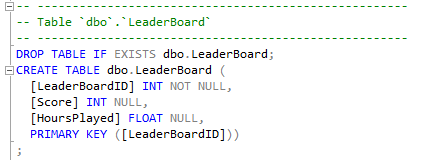 -- -----------------------------------------------------
-- Table `dbo`.`LeaderBoard`
-- -----------------------------------------------------
DROP TABLE IF EXISTS dbo.LeaderBoard;
CREATE TABLE dbo.LeaderBoard (
[LeaderBoardID] INT NOT NULL,
[Score] INT NULL,
[HoursPlayed] FLOAT NULL,
PRIMARY KEY ([LeaderBoardID]))
;